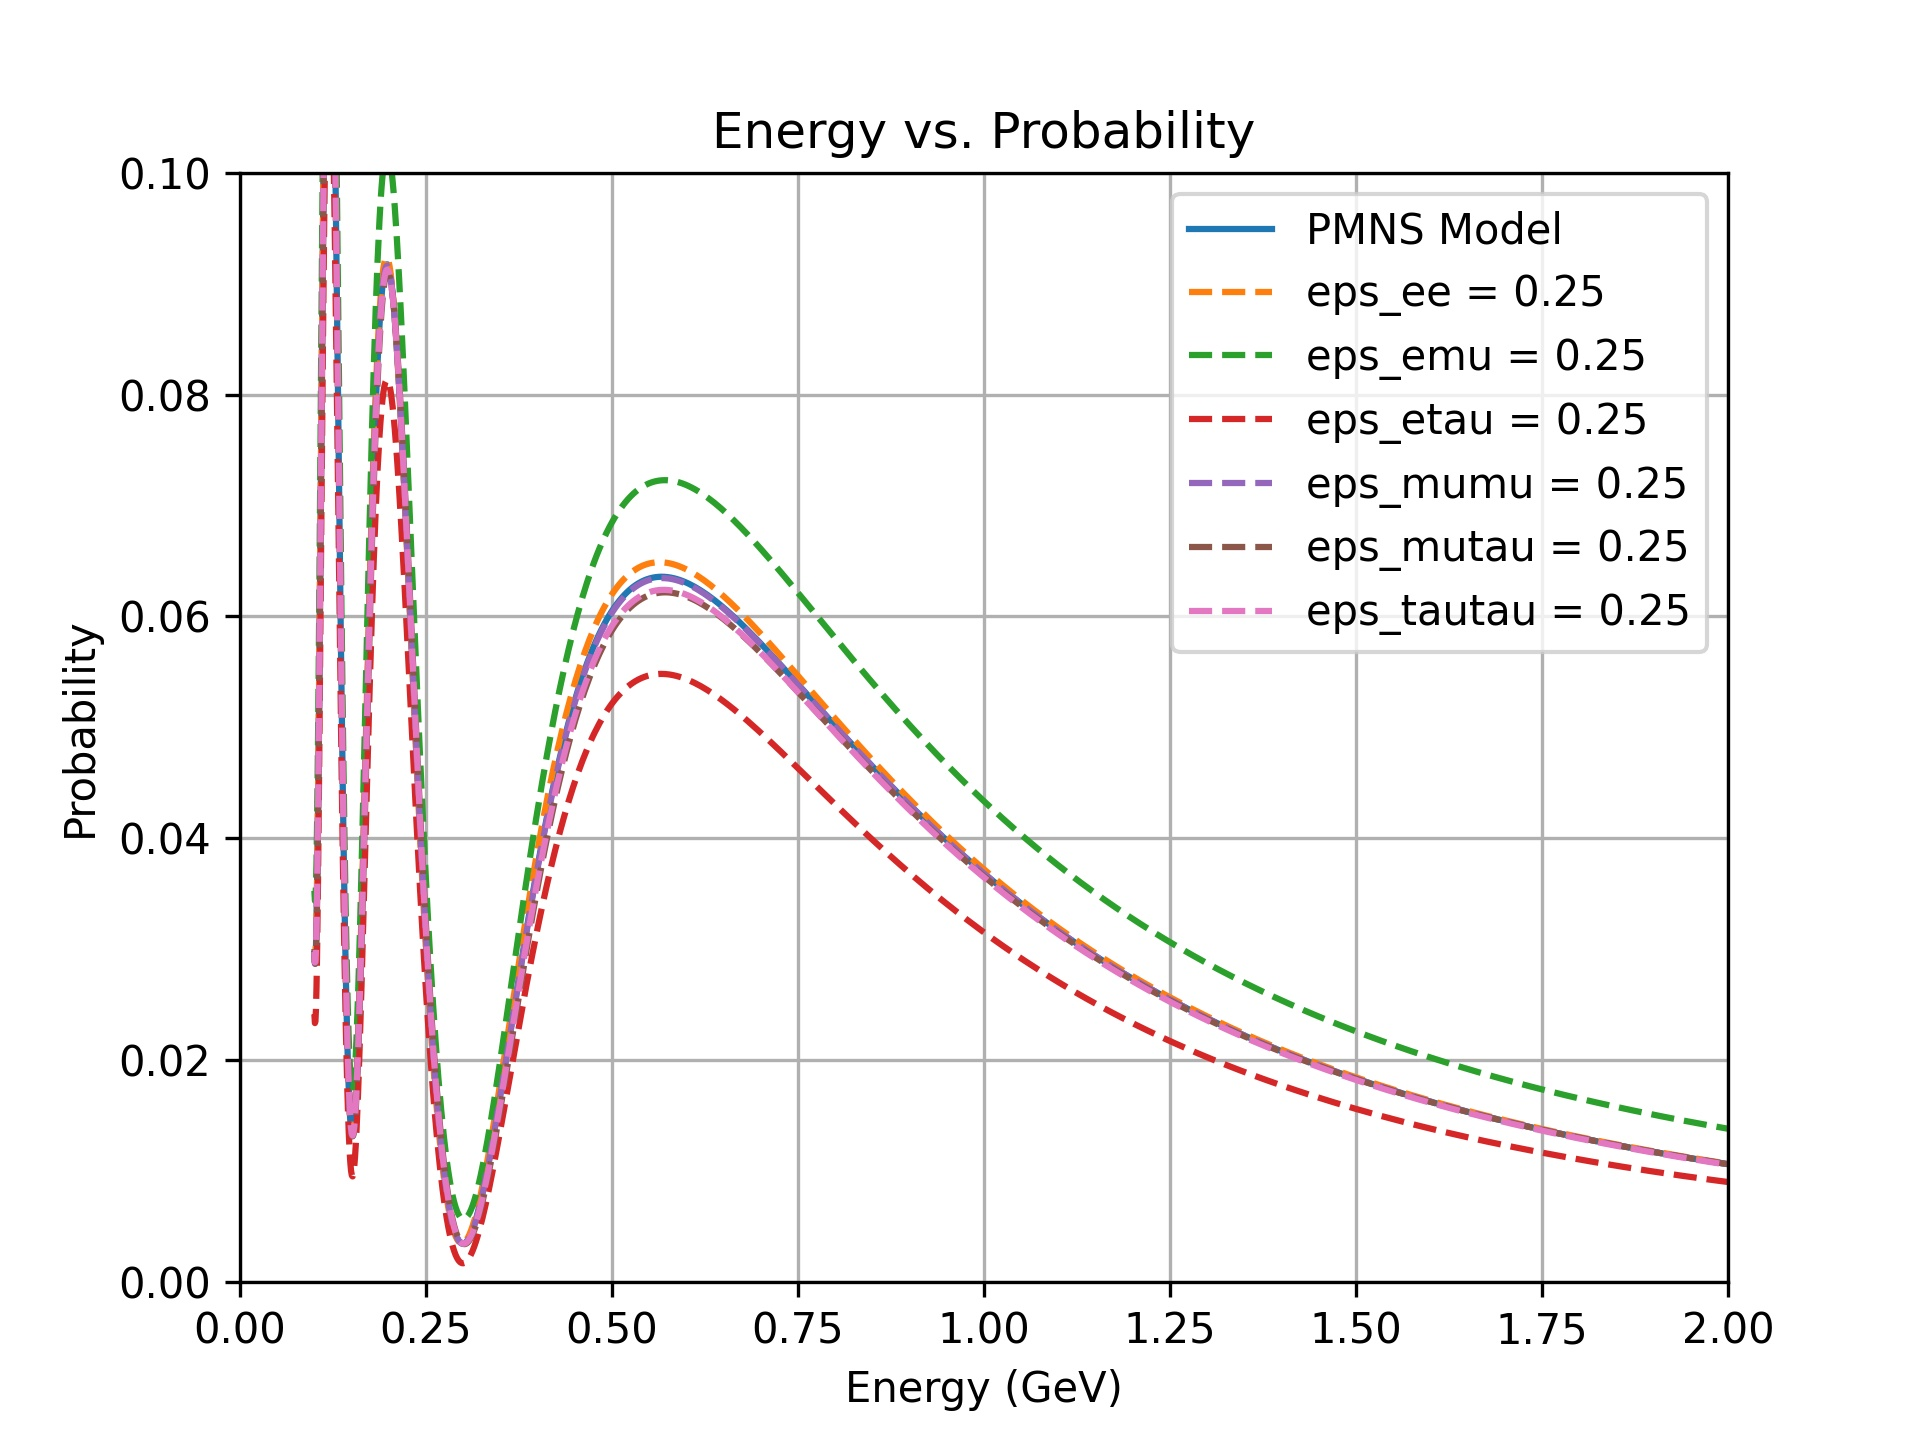 Energy vs. Probability
0.10
0.08
0.06
0.04
0.02
0.00
Probability
PMNS Model
eps_ee = 0.25
eps_emu = 0.25
eps_etau = 0.25
eps_mumu = 0.25
eps_mutau = 0.25
eps_tautau = 0.25
0.00 0.25 0.50 0.75 1.00 1.25 1.50 1.75 2.00
Energy (GeV)